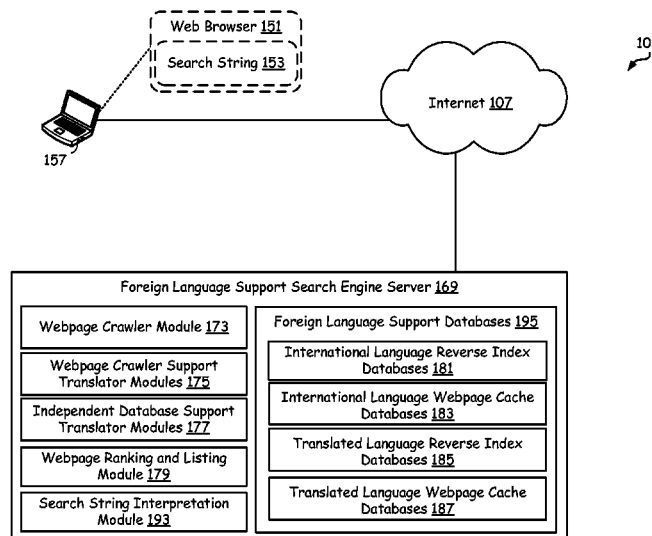 Web Browser 151
Search String 153
10
Internet 107
157
Foreign Language Support Search Engine Server 169
Webpage Crawler Module 173
Webpage Crawler Support
Translator Modules 175
Independent Database Support
Translator Modules 177
Webpage Ranking and Listing
Module 179
Search String Interpretation
Module 193
Foreign Language Support Databases 195
International Language Reverse Index
Databases 181
International Language Webpage Cache
Databases 183
Translated Language Reverse Index
Databases 185
Translated Language Webpage Cache
Databases 187